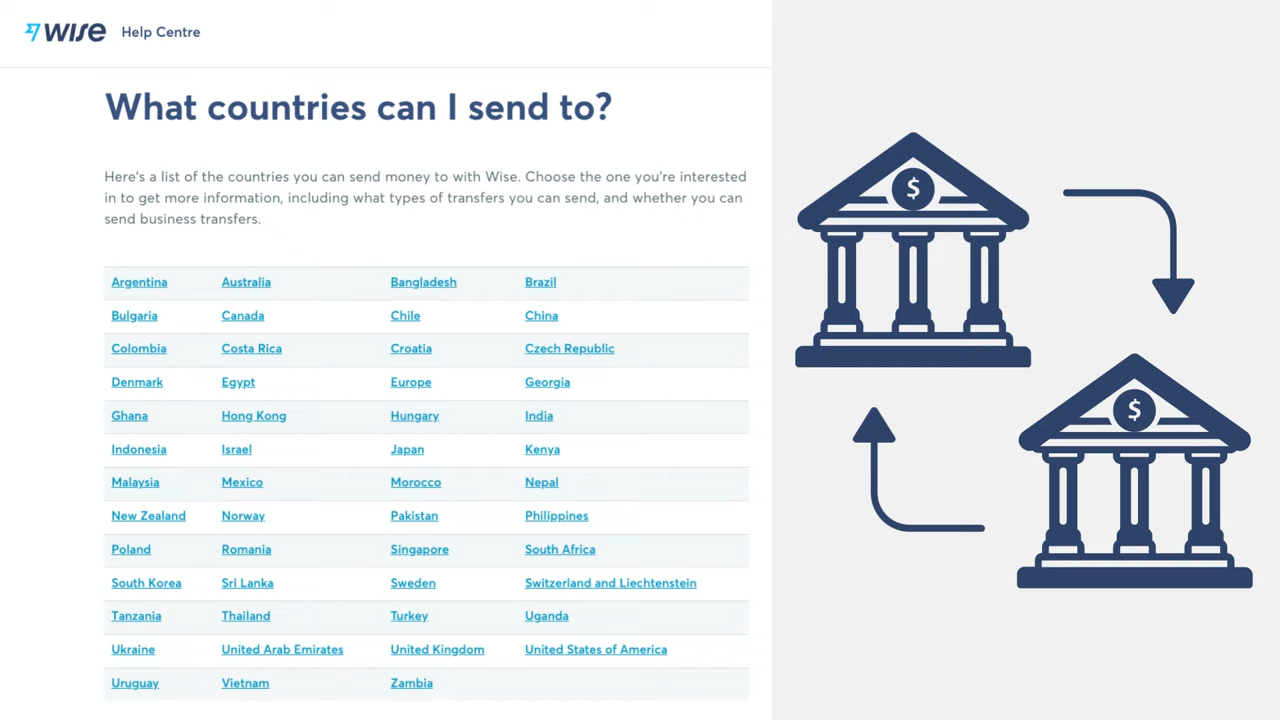 wise Help Centre
What countries can I send to?
Here's a list of the countries you can send money to with Wise. Choose the one you're interested
in to get more information, including what types of transfers you can send, and whether you can
send business transfers.
Argentina Australia Bangladesh Brazil
Bulgaria Canada Chile China
Colombia Costa Rica Croatia Czech Republic
Denmark Egypt Europe Georgia
Ghana Hong Kong Hungary India
Indonesia Israel Japan Kenya
Malaysia Mexico Morocco Nepal
New Zealand Norway Pakistan Philippines
Poland Romania Singapore South Africa
South Korea Sri Lanka Sweden Switzerland and Liechtenstein
Tanzania Thailand Turkey Uganda
Ukraine United Arab Emirates United Kingdom United States of America
Uruguay Vietnam Zambia
$
$